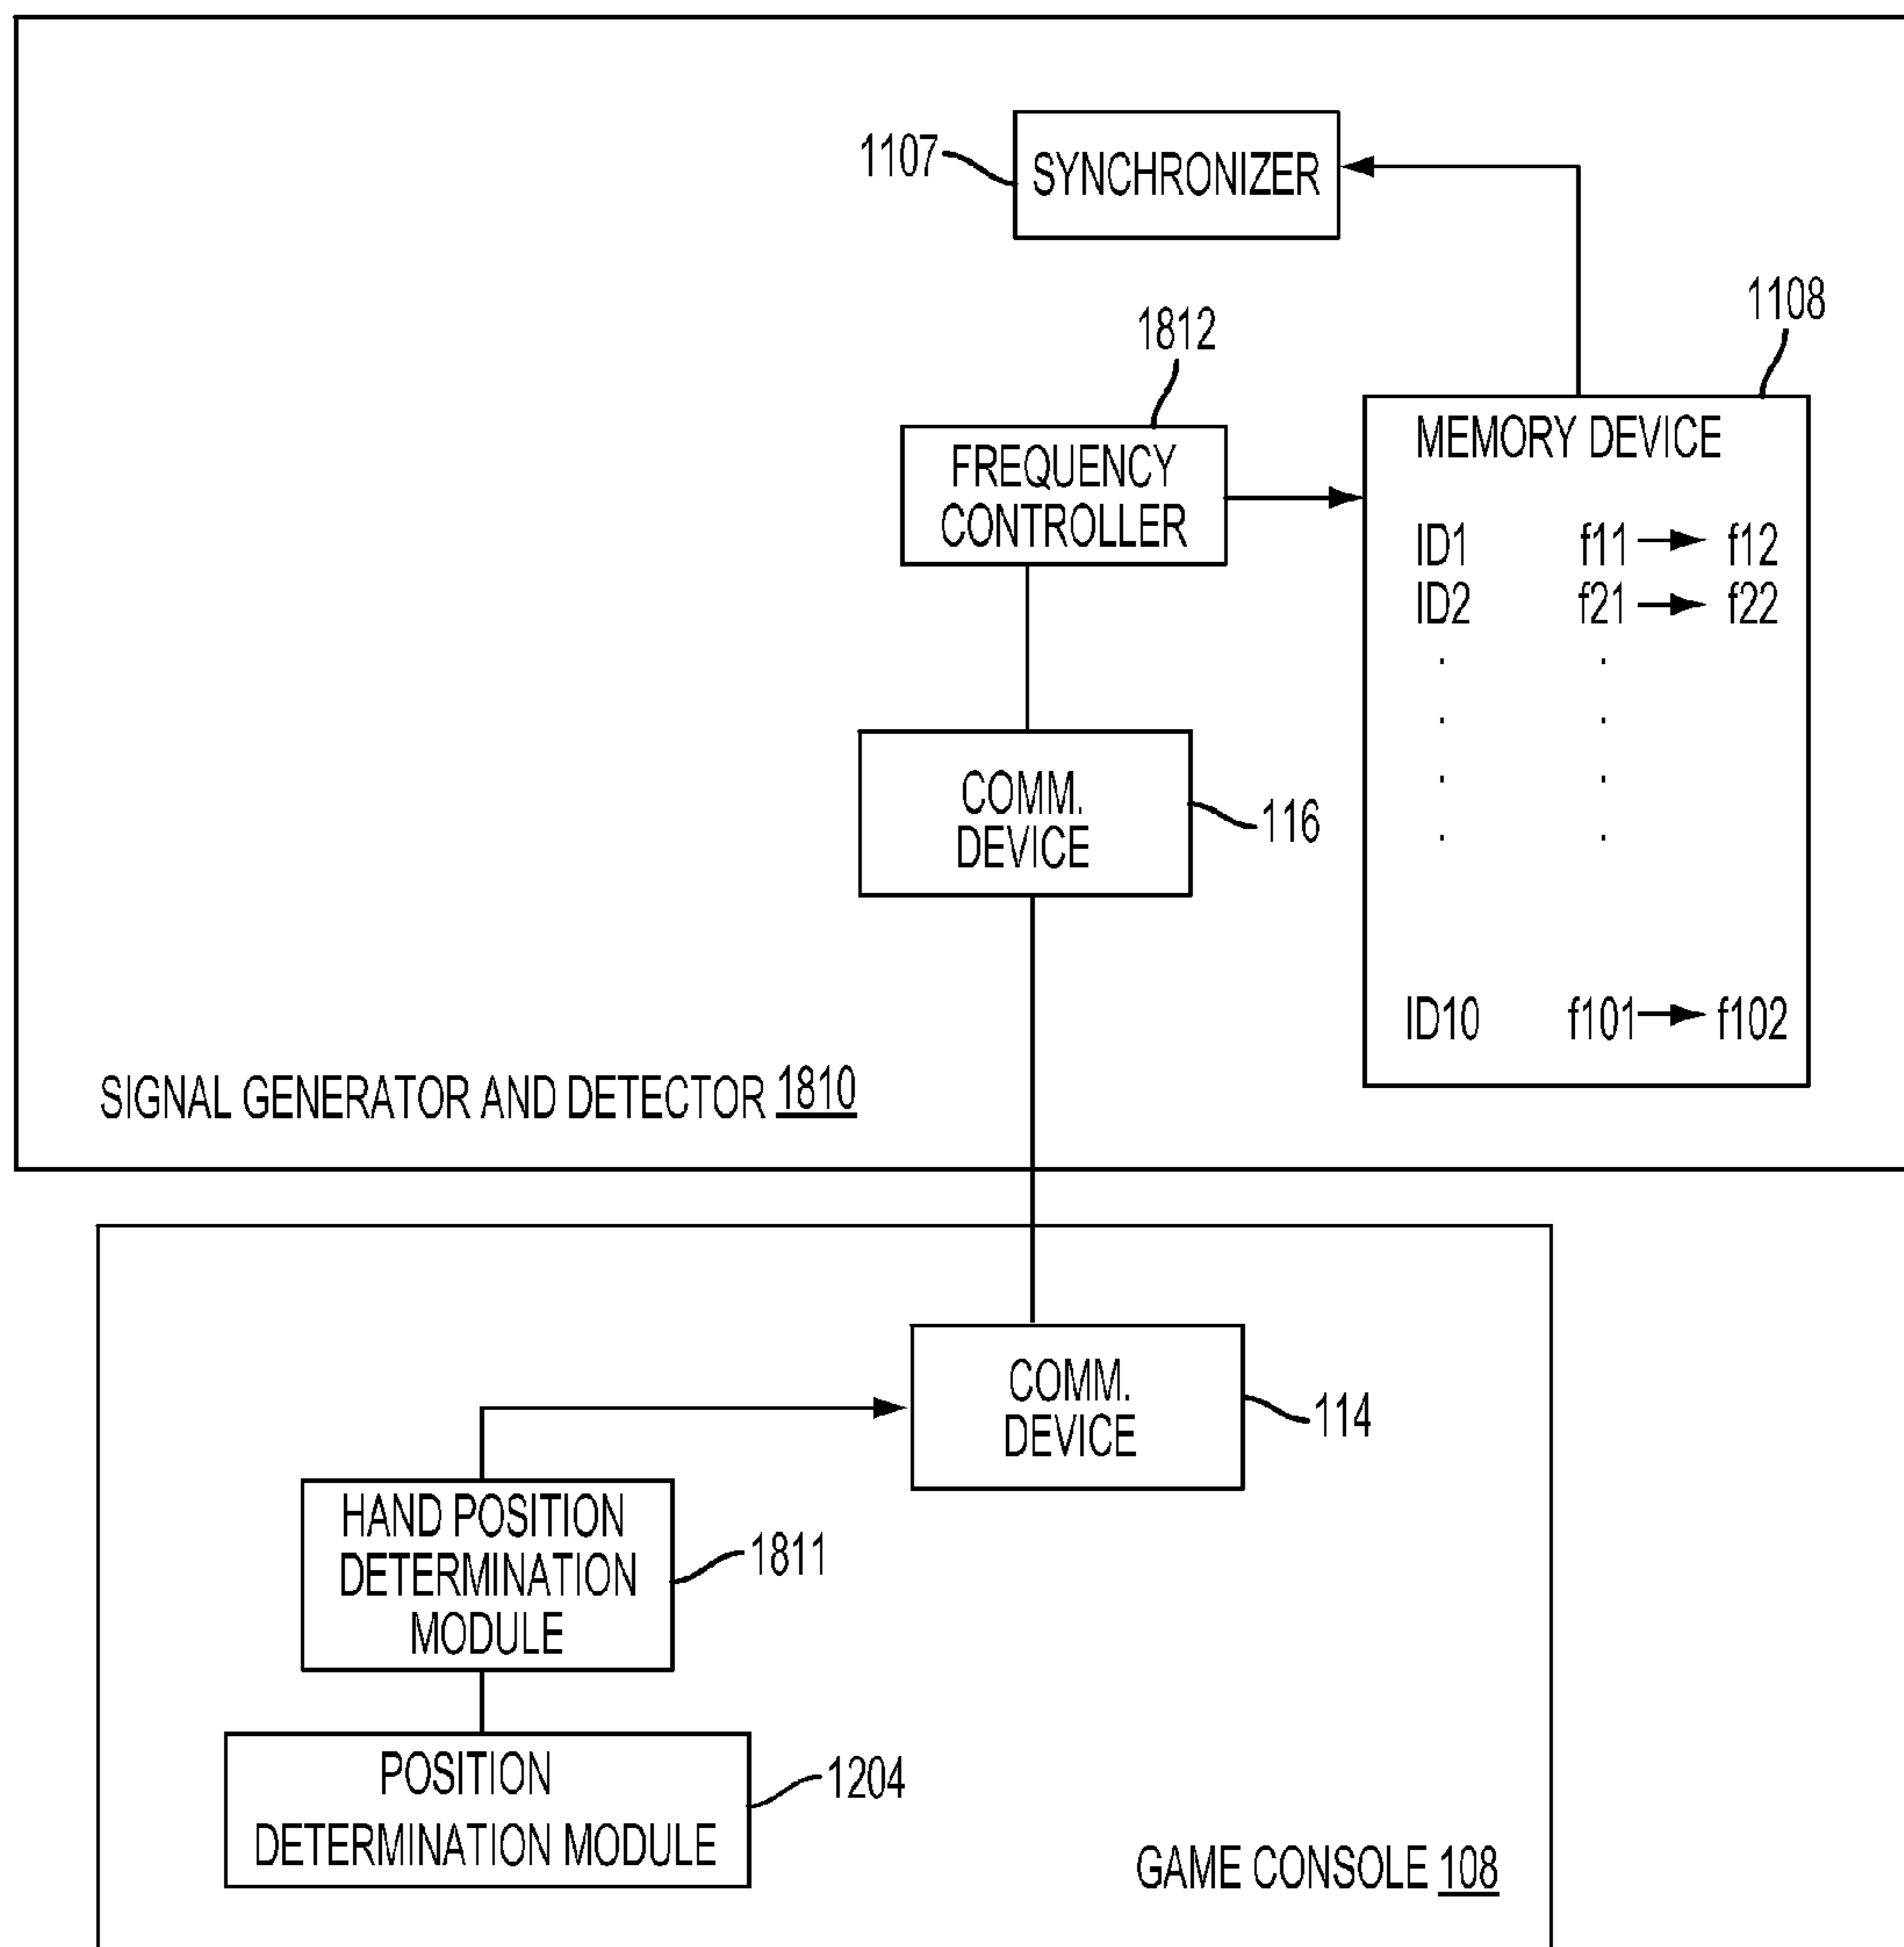 1107
SYNCHRONIZER
1108
1812
FREQUENCY
CONTROLLER
MEMORY DEVICE
ID1 f11 → f12
ID2 f21 → f22
. .
. .
. .
. .
ID10 f101 → f102
COMM.
DEVICE
116
SIGNAL GENERATOR AND DETECTOR 1810
COMM.
DEVICE
114
HAND POSITION
DETERMINATION
MODULE
1811
POSITION
DETERMINATION MODULE
1204
GAME CONSOLE 108